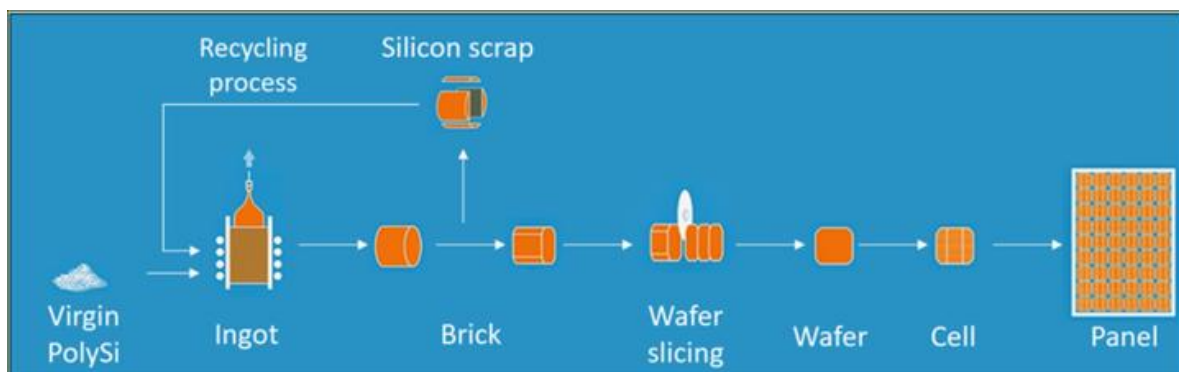 Recycling
process
Silicon scrap
Virgin
PolySi
Ingot
Brick
Wafer
slicing
Wafer
Cell
Panel